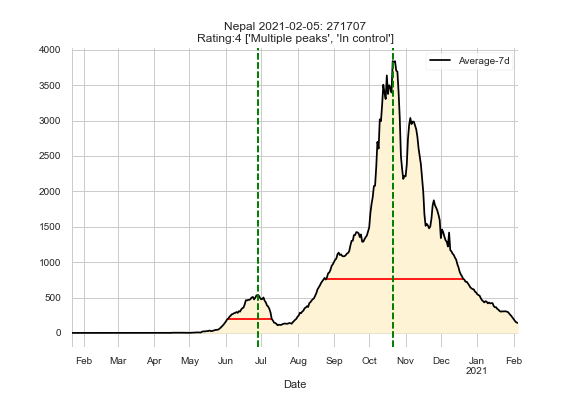 Nepal 2021-02-05: 271707
Rating:4 ['Multiple peaks', 'In control']
Average-7d
4000
3500
3000
2500
2000
1500
1000
500
0
Feb Mar Apr May Jun Jul Aug Sep Oct Nov Dec Jan Feb
2021
Date